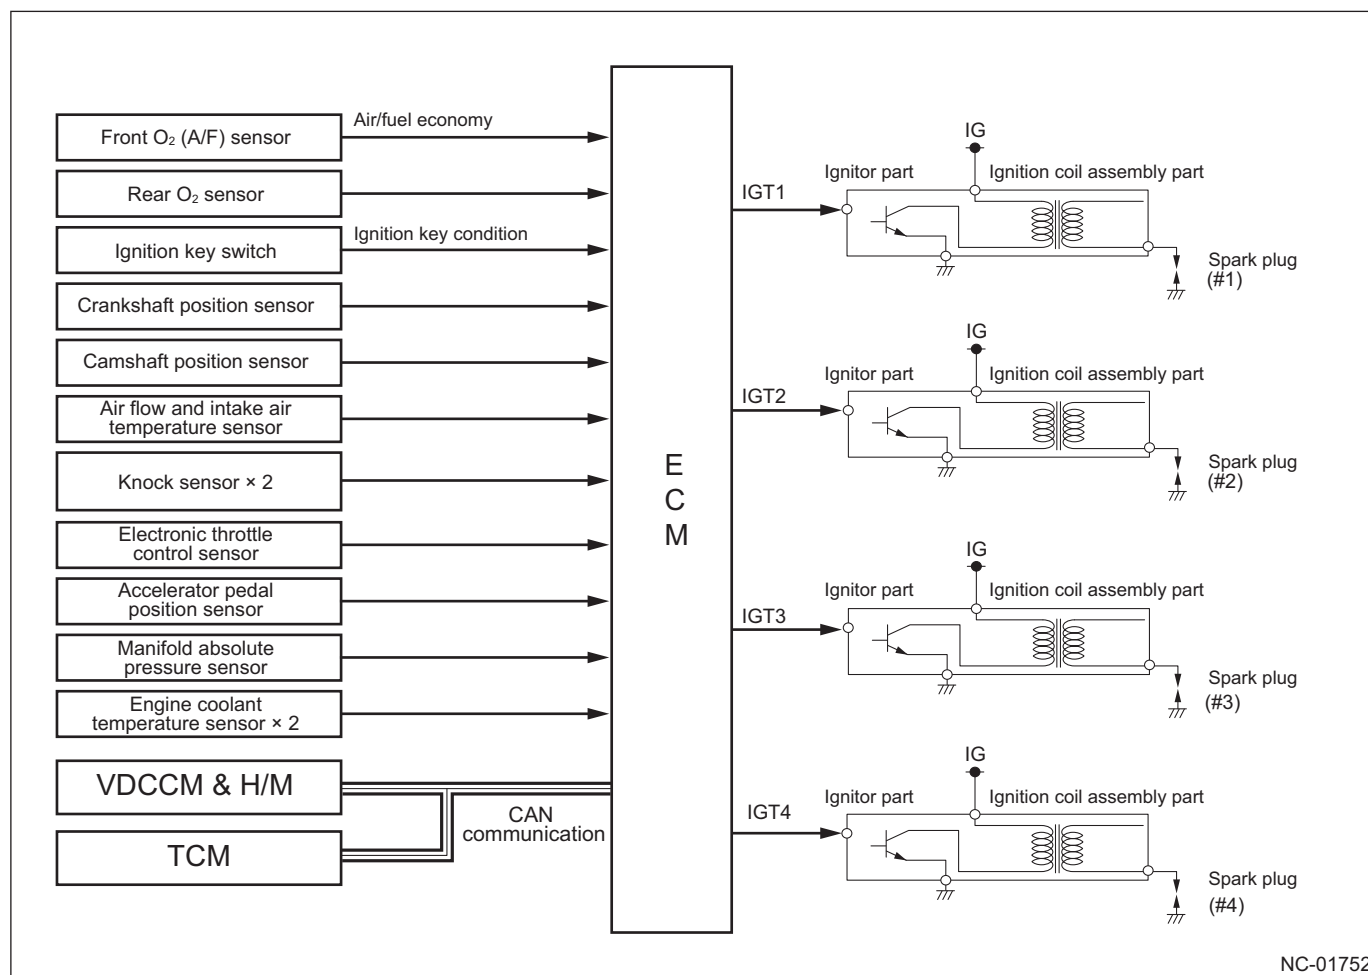 Front O₂ (A/F) sensor
Air/fuel economy
Rear O₂ sensor
Ignition key switch
Ignition key condition
Crankshaft position sensor
Camshaft position sensor
Air flow and intake air
temperature sensor
Knock sensor × 2
Electronic throttle
control sensor
Accelerator pedal
position sensor
Manifold absolute
pressure sensor
Engine coolant
temperature sensor × 2
VDCCM & H/M
TCM
CAN
communication
E
C
M
IGT1
IG
Ignitor part
Ignition coil assembly part
Spark plug
(#1)
IGT2
IG
Ignitor part
Ignition coil assembly part
Spark plug
(#2)
IGT3
IG
Ignitor part
Ignition coil assembly part
Spark plug
(#3)
IGT4
IG
Ignitor part
Ignition coil assembly part
Spark plug
(#4)
NC-01752